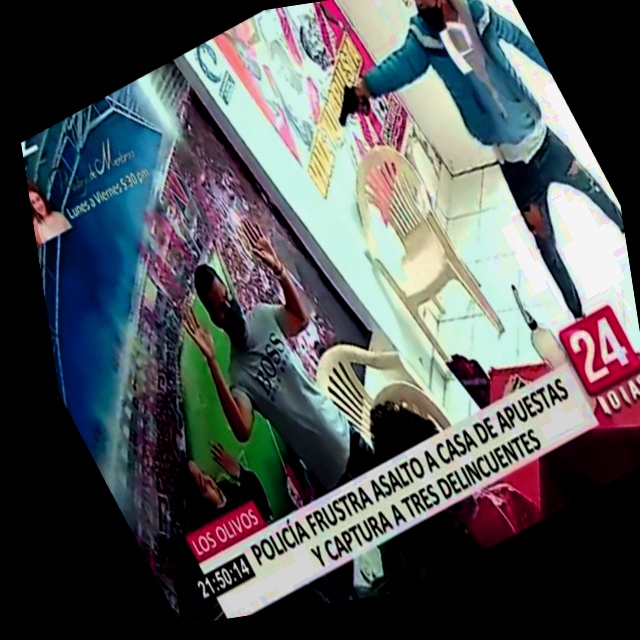 Lunes a Viernes 5:30 pm
BOSS
24
LOS OLIVOS
21:50:14
POLICÍA FRUSTRA ASALTO A CASA DE APUESTAS
Y CAPTURA A TRES DELINCUENTES